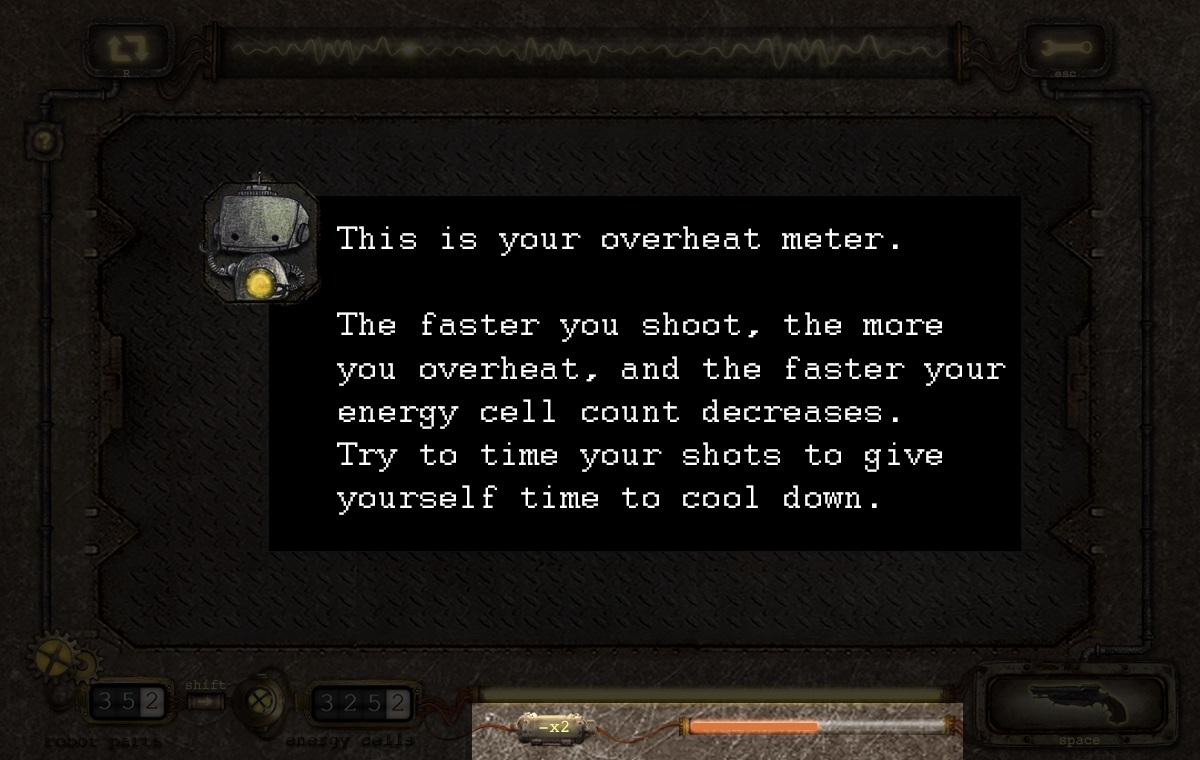 R
esc
?
This is your overheat meter.
The faster you shoot, the more
you overheat, and the faster your
energy cell count decreases.
Try to time your shots to give
yourself time to cool down.
352
shift
3252
robot parts
energy cells
-x2
space